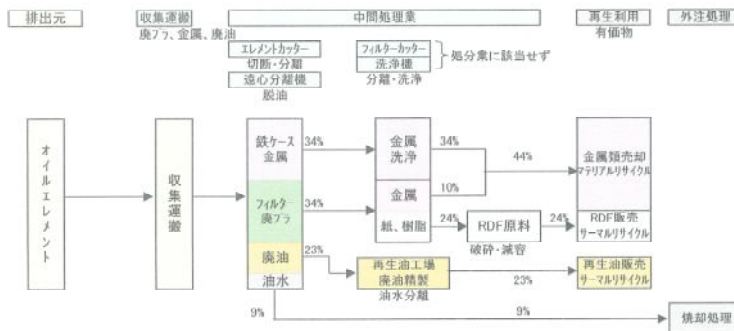 排出元
収集運搬
廃プラ、金属、廃油
中間処理業
再生利用
有価物
外注処理
エレメントカッター
切断・分離
遠心分離機
脱油
フィルターカッター
洗浄機
分離・洗浄
処分業に該当せず
オイルエレメント
収集運搬
鉄ケース
金属
34%
フィルター
廃プラ
34%
廃油
23%
油水
9%
金属
洗浄
34%
金属
10%
44%
紙、樹脂
24%
RDF原料
24%
破砕・減容
再生油工場
廃油精製
油水分離
23%
金属類売却
マテリアルリサイクル
RDF販売
サーマルリサイクル
再生油販売
サーマルリサイクル
9%
焼却処理